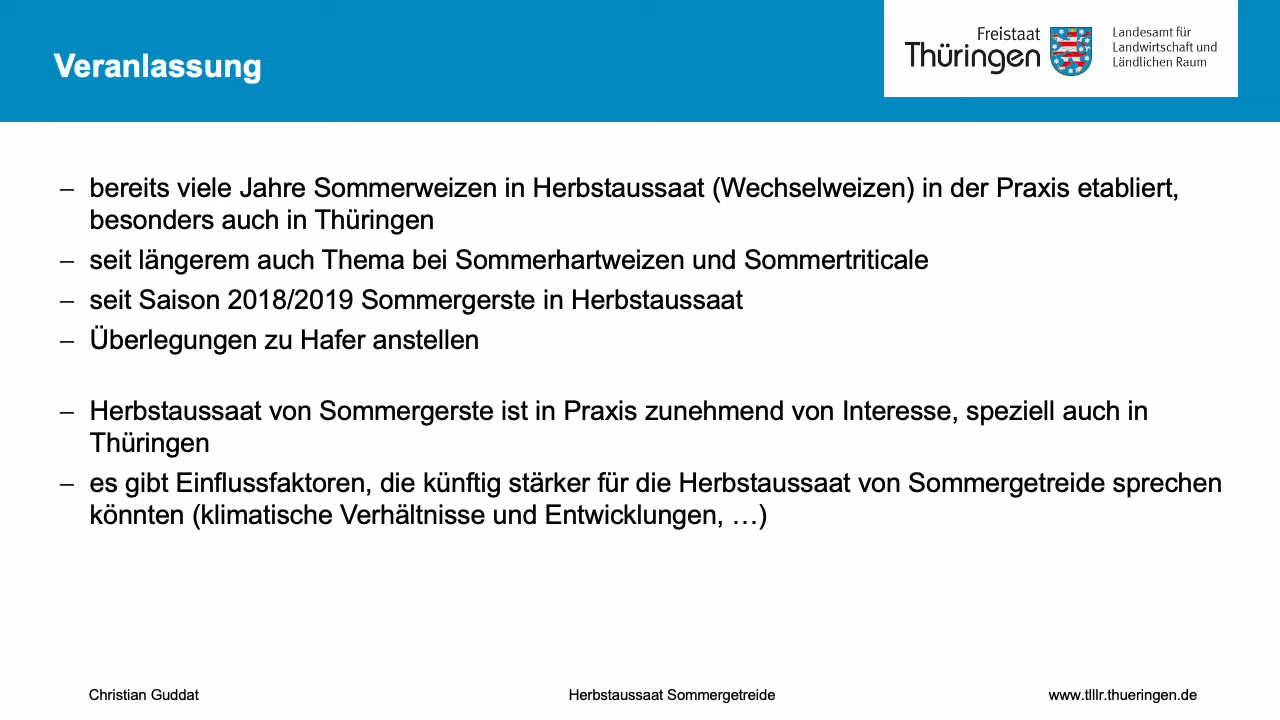 Veranlassung
Freistaat
Thüringen
Landesamt für
Landwirtschaft und
Ländlichen Raum
– bereits viele Jahre Sommerweizen in Herbstaussaat (Wechselweizen) in der Praxis etabliert,
besonders auch in Thüringen
– seit längerem auch Thema bei Sommerhartweizen und Sommertriticale
– seit Saison 2018/2019 Sommergerste in Herbstaussaat
– Überlegungen zu Hafer anstellen
– Herbstaussaat von Sommergerste ist in Praxis zunehmend von Interesse, speziell auch in
Thüringen
– es gibt Einflussfaktoren, die künftig stärker für die Herbstaussaat von Sommergetreide sprechen
könnten (klimatische Verhältnisse und Entwicklungen, …)
Christian Guddat
Herbstaussaat Sommergetreide
www.tlllr.thueringen.de